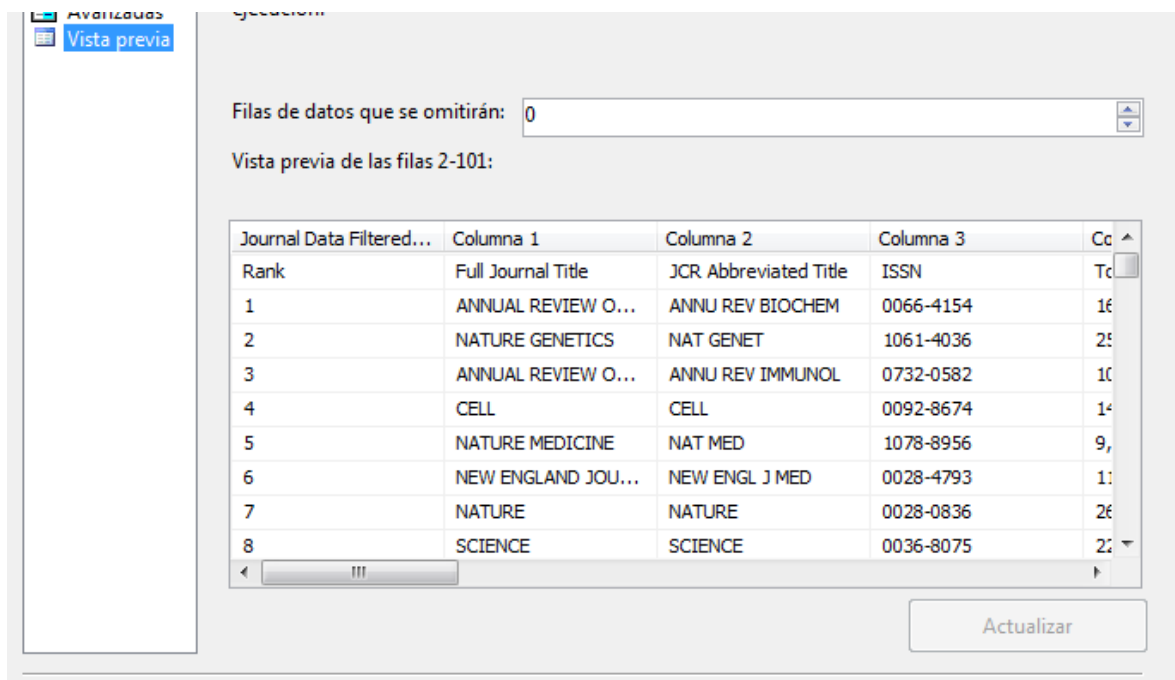 Avanzadas
ejecución.
Vista previa
Filas de datos que se omitirán: 0
Vista previa de las filas 2-101:
Journal Data Filtered... Columna 1 Columna 2 Columna 3
Rank Full Journal Title JCR Abbreviated Title ISSN
1 ANNUAL REVIEW O... ANNU REV BIOCHEM 0066-4154
2 NATURE GENETICS NAT GENET 1061-4036
3 ANNUAL REVIEW O... ANNU REV IMMUNOL 0732-0582
4 CELL CELL 0092-8674
5 NATURE MEDICINE NAT MED 1078-8956
6 NEW ENGLAND JOU... NEW ENGL J MED 0028-4793
7 NATURE NATURE 0028-0836
8 SCIENCE SCIENCE 0036-8075
Actualizar